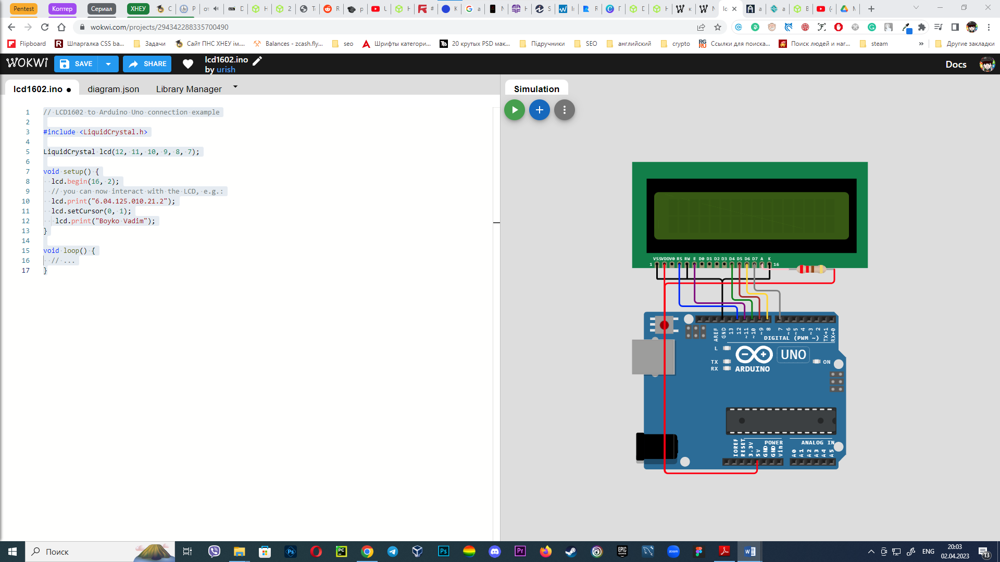 Pentest Коптер Сериал ХНЕУ
wokwi.com/projects/294342288335700490
Flipboard Шпаргалка CSS ba... Задачи Сайт ПНС ХНЕУ ім.... Balances - zcash.fly... seo Шрифты категори... 20 крутых PSD мак... Підручники SEO английский crypto Ссылки для поиска... Поиск людей и наг... steam » Другие закладки
WOKWI SAVE SHARE lcd1602.ino Docs
by urish
lcd1602.ino ● diagram.json Library Manager
Simulation
1 // LCD1602 to Arduino Uno connection example
2
3 #include <LiquidCrystal.h>
4
5 LiquidCrystal lcd(12, 11, 10, 9, 8, 7);
6
7 void setup() {
8 lcd.begin(16, 2);
9 // you can now interact with the LCD, e.g.:
10 lcd.print("6.04.125.010.21.2");
11 lcd.setCursor(0, 1);
12 lcd.print("Boyko Vadim");
13 }
14
15 void loop() {
16 // ...
17 }
VSS VDD V0 RS RW E D0 D1 D2 D3 D4 D5 D6 D7 A K
1 16
AREF GND 13 12 ~11 ~10 ~9 8 7 ~6 ~5 4 ~3 2 TX→1 RX←0
DIGITAL (PWM ~)
L
UNO
TX ON
RX ARDUINO
POWER ANALOG IN
IOREF RESET 3.3V 5V GND GND Vin A0 A1 A2 A3 A4 A5
Поиск
ENG
20:03
02.04.2023
13